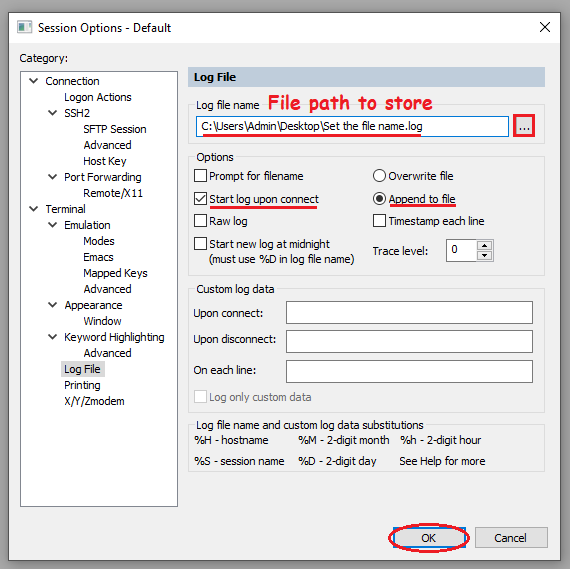 Session Options - Default
Category:
Connection
Logon Actions
SSH2
SFTP Session
Advanced
Host Key
Port Forwarding
Remote/X11
Terminal
Emulation
Modes
Emacs
Mapped Keys
Advanced
Appearance
Window
Keyword Highlighting
Advanced
Log File
Printing
X/Y/Zmodem
Log File
File path to store
Log file name
C:\Users\Admin\Desktop\Set the file name.log
...
Options
Prompt for filename
Overwrite file
Start log upon connect
Append to file
Raw log
Timestamp each line
Start new log at midnight
(must use %D in log file name)
Trace level: 0
Custom log data
Upon connect:
Upon disconnect:
On each line:
Log only custom data
Log file name and custom log data substitutions
%H - hostname %M - 2-digit month %h - 2-digit hour
%S - session name %D - 2-digit day See Help for more
OK Cancel